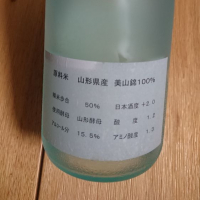 原料米 山形県産 美山錦100%
精米歩合 50% 日本酒度 +2.0
使用酵母 山形酵母 酸度 1.2
アルコール分 15.5% アミノ酸度 1.0